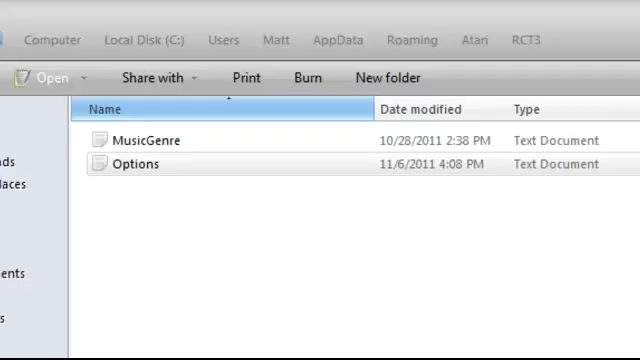 Computer Local Disk (C:) Users Matt AppData Roaming Atari RCT3
Open Share with Print Burn New folder
Name Date modified Type
MusicGenre 10/28/2011 2:38 PM Text Document
Options 11/6/2011 4:08 PM Text Document
ds
laces
ents
s